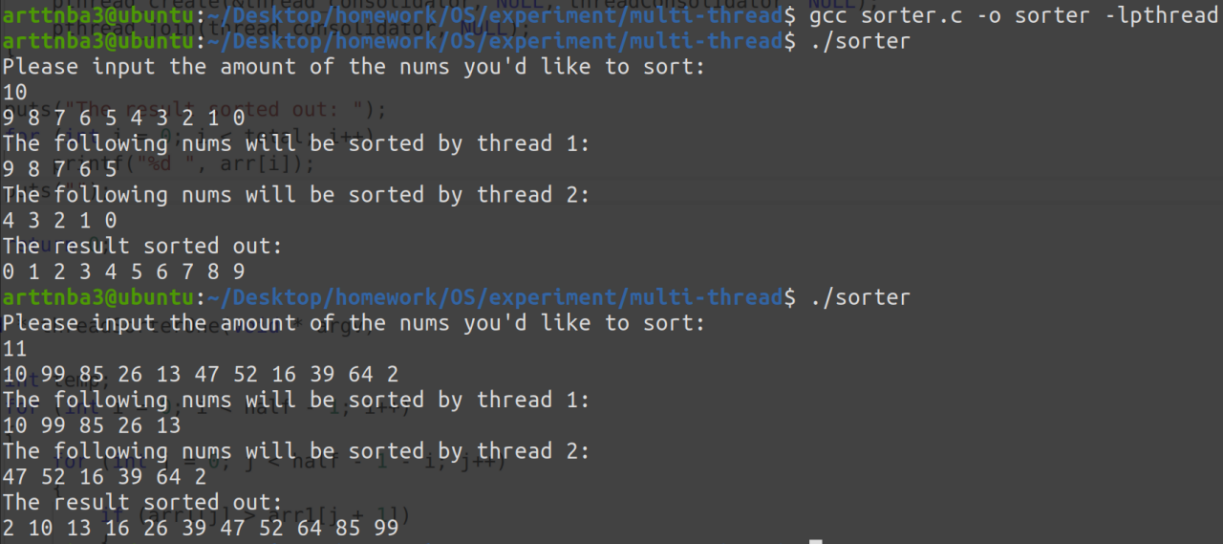 arttnba3@ubuntu:~/Desktop/homework/OS/experiment/multi-thread$ gcc sorter.c -o sorter -lpthread
arttnba3@ubuntu:~/Desktop/homework/OS/experiment/multi-thread$ ./sorter
Please input the amount of the nums you'd like to sort:
10
9 8 7 6 5 4 3 2 1 0
The following nums will be sorted by thread 1:
9 8 7 6 5
The following nums will be sorted by thread 2:
4 3 2 1 0
The result sorted out:
0 1 2 3 4 5 6 7 8 9
arttnba3@ubuntu:~/Desktop/homework/OS/experiment/multi-thread$ ./sorter
Please input the amount of the nums you'd like to sort:
11
10 99 85 26 13 47 52 16 39 64 2
The following nums will be sorted by thread 1:
10 99 85 26 13
The following nums will be sorted by thread 2:
47 52 16 39 64 2
The result sorted out:
2 10 13 16 26 39 47 52 64 85 99